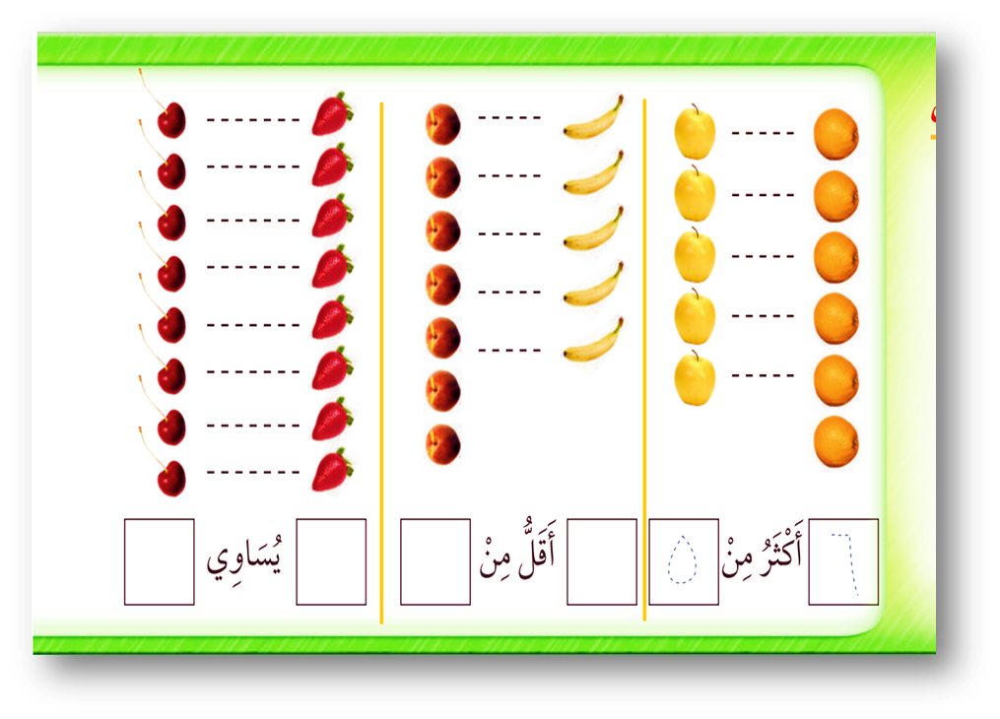 ٦ أَكْثَرُ مِنْ ٥
أَقَلُّ مِنْ
يُسَاوِي